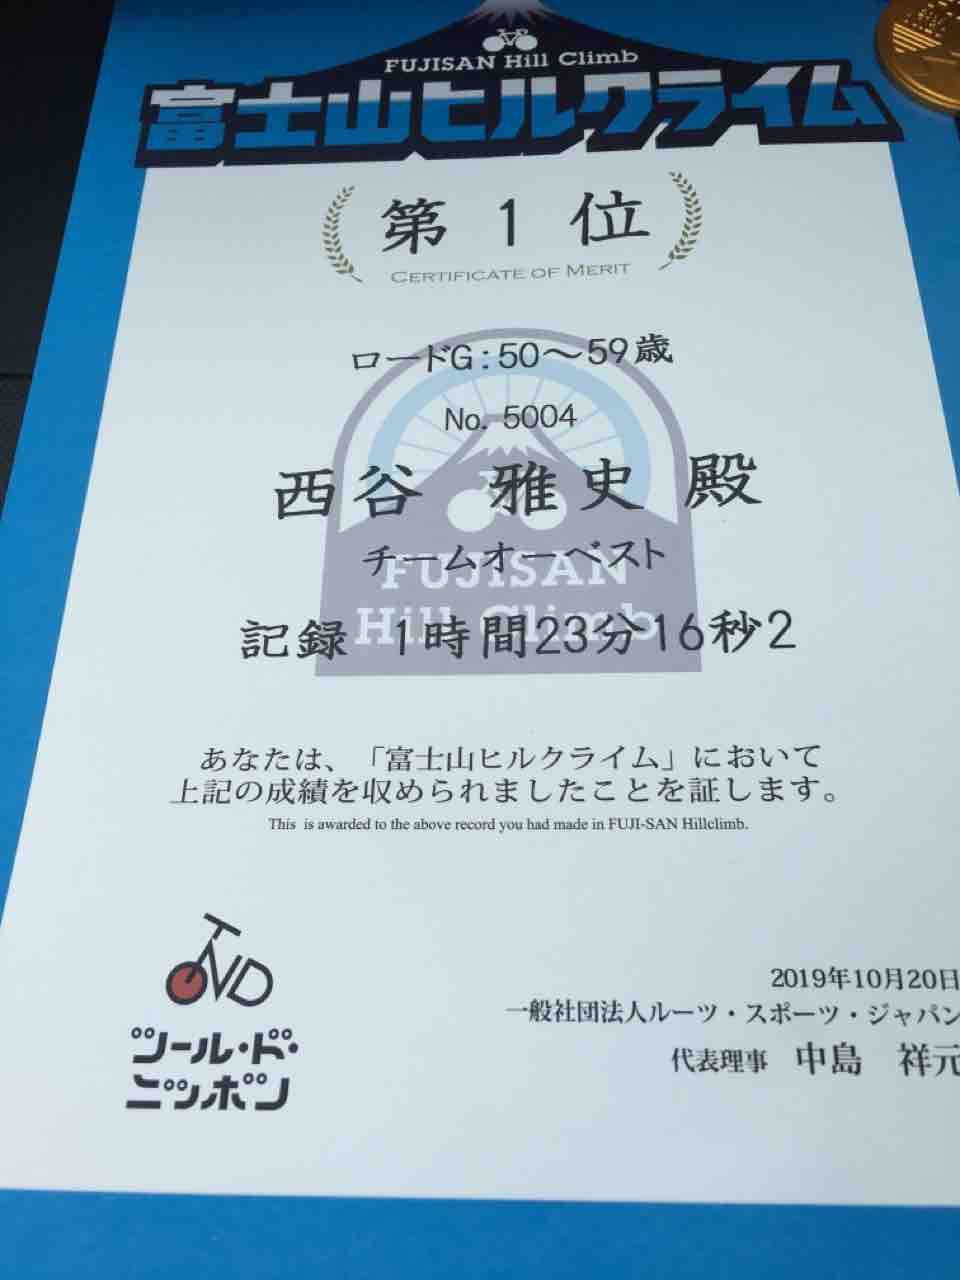 FUJISAN Hill Climb
富士山ヒルクライム
第 1 位
CERTIFICATE OF MERIT
ロードG:50～59歳
No. 5004
西谷 雅史 殿
チームオーベスト
FUJISAN
Hill Climb
記録 1時間23分16秒2
あなたは、「富士山ヒルクライム」において
上記の成績を収められましたことを証します。
This is awarded to the above record you had made in FUJI-SAN Hillclimb.
TND
ツール・ド・
ニッポン
2019年10月20日
一般社団法人ルーツ・スポーツ・ジャパン
代表理事 中島 祥元